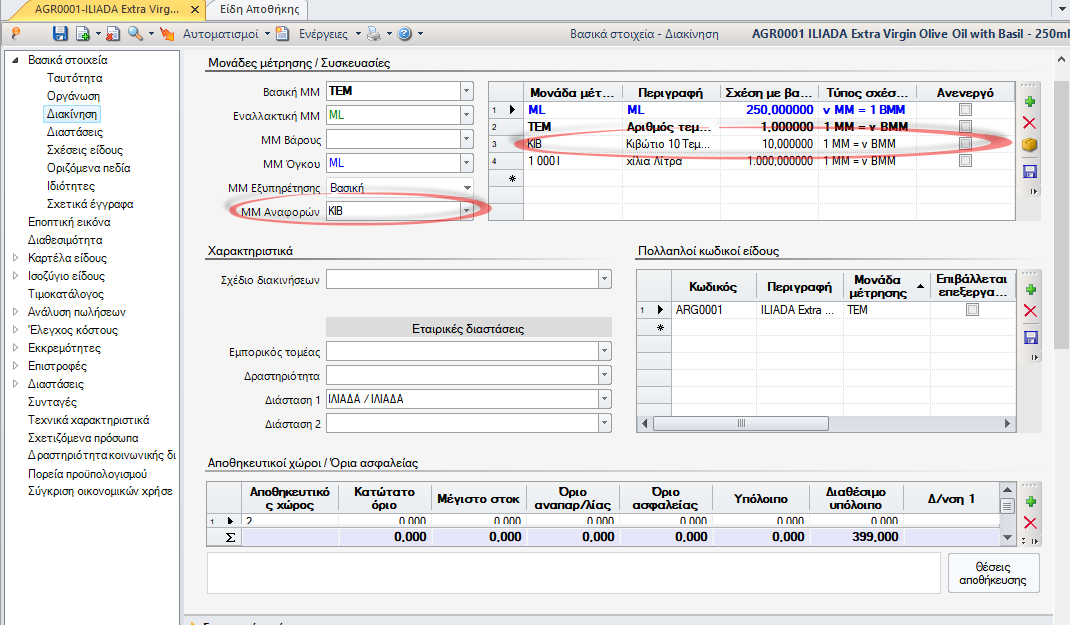 AGR0001-ILIADA Extra Virg... Είδη Αποθήκης
Αυτοματισμοί Ενέργειες Βασικά στοιχεία - Διακίνηση AGR0001 ILIADA Extra Virgin Olive Oil with Basil - 250ml
Βασικά στοιχεία
Ταυτότητα
Οργάνωση
Διακίνηση
Διαστάσεις
Σχέσεις είδους
Οριζόμενα πεδία
Ιδιότητες
Σχετικά έγγραφα
Εποπτική εικόνα
Διαθεσιμότητα
Καρτέλα είδους
Ισοζύγιο είδους
Τιμοκατάλογος
Ανάλυση πωλήσεων
Έλεγχος κόστους
Εκκρεμότητες
Επιστροφές
Διαστάσεις
Συνταγές
Τεχνικά χαρακτηριστικά
Σχετιζόμενα πρόσωπα
Δραστηριότητα κοινωνικής δι
Πορεία προϋπολογισμού
Σύγκριση οικονομικών χρήσε
Μονάδες μέτρησης / Συσκευασίες
Βασική ΜΜ ΤΕΜ
Εναλλακτική ΜΜ ML
ΜΜ Βάρους
ΜΜ Όγκου ML
ΜΜ Εξυπηρέτησης Βασική
ΜΜ Αναφορών ΚΙΒ
Μονάδα μέτ... Περιγραφή Σχέση με βα... Τύπος σχέσ... Ανενεργό
1 ML ML 250,000000 ν ΜΜ = 1 ΒΜΜ
2 ΤΕΜ Αριθμός τεμ... 1,000000 1 ΜΜ = ν ΒΜΜ
3 ΚΙΒ Κιβώτιο 10 Τεμ... 10,000000 1 ΜΜ = ν ΒΜΜ
4 1 000 l χίλια Λίτρα 1.000,000000 1 ΜΜ = ν ΒΜΜ
Χαρακτηριστικά
Σχέδιο διακινήσεων
Εταιρικές διαστάσεις
Εμπορικός τομέας
Δραστηριότητα
Διάσταση 1 ΙΛΙΑΔΑ / ΙΛΙΑΔΑ
Διάσταση 2
Πολλαπλοί κωδικοί είδους
Κωδικός Περιγραφή Μονάδα μέτρησης Επιβάλλεται επεξεργα...
1 ARG0001 ILIADA Extra ... ΤΕΜ
Αποθηκευτικοί χώροι / Όρια ασφαλείας
Αποθηκευτικό ς χώρος Κατώτατο όριο Μέγιστο στοκ Όριο αναπαρ/λίας Όριο ασφαλείας Υπόλοιπο Διαθέσιμο υπόλοιπο Δ/νση 1
1 2 0,000 0,000 0,000 0,000 0,000 0,000
Σ 0,000 0,000 0,000 0,000 0,000 399,000
Θέσεις
αποθήκευσης